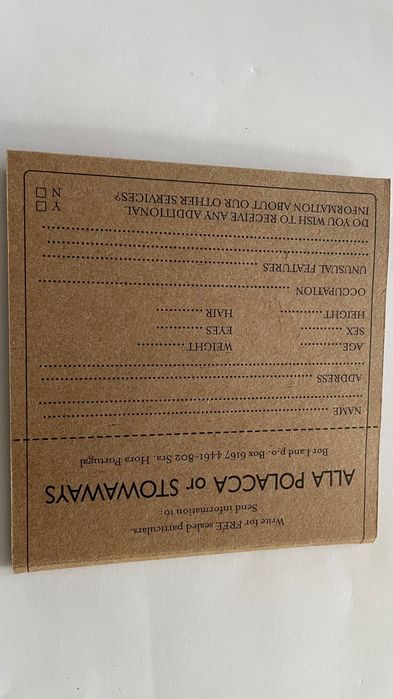 Write for FREE sealed particulars.
Send information to:
ALLA POLACCA or STOWAWAYS
Bor Land p.o. Box 6167 4461-802 Sra. Hora Portugal
NAME
ADDRESS
AGE WEIGHT
SEX EYES
HEIGHT HAIR
OCCUPATION
UNUSUAL FEATURES
DO YOU WISH TO RECEIVE ANY ADDITIONAL Y
INFORMATION ABOUT OUR OTHER SERVICES? N